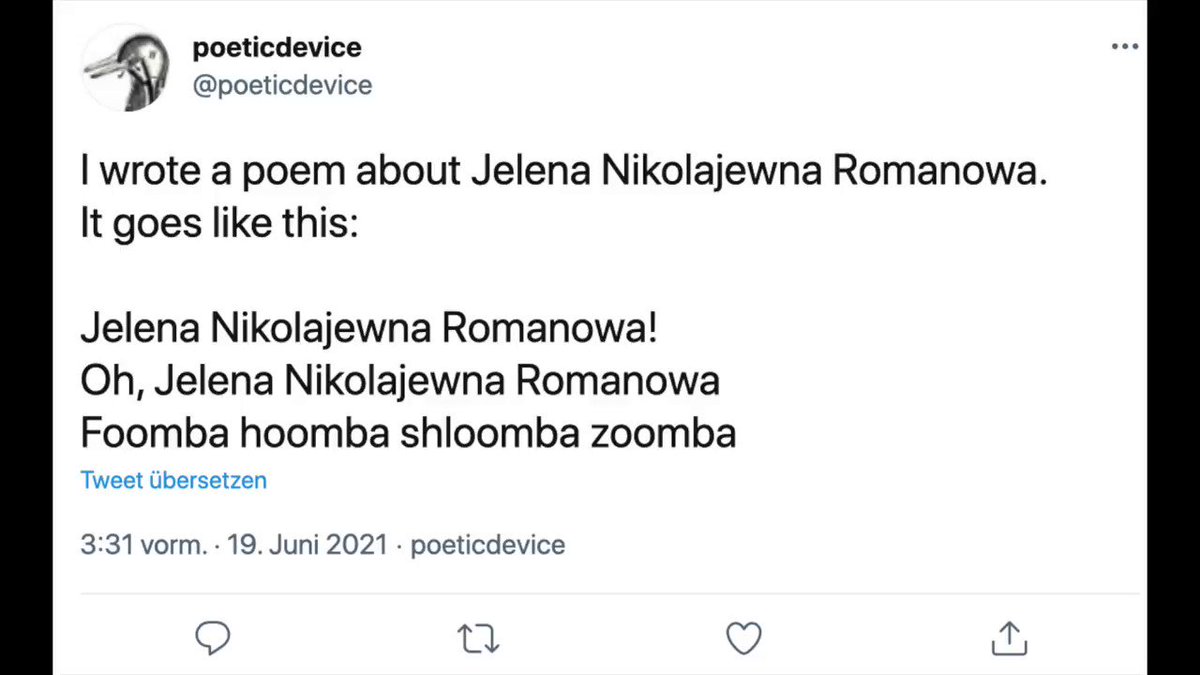 poeticdevice
@poeticdevice
I wrote a poem about Jelena Nikolajewna Romanowa.
It goes like this:
Jelena Nikolajewna Romanowa!
Oh, Jelena Nikolajewna Romanowa
Foomba hoomba shloomba zoomba
Tweet übersetzen
3:31 vorm. · 19. Juni 2021 · poeticdevice